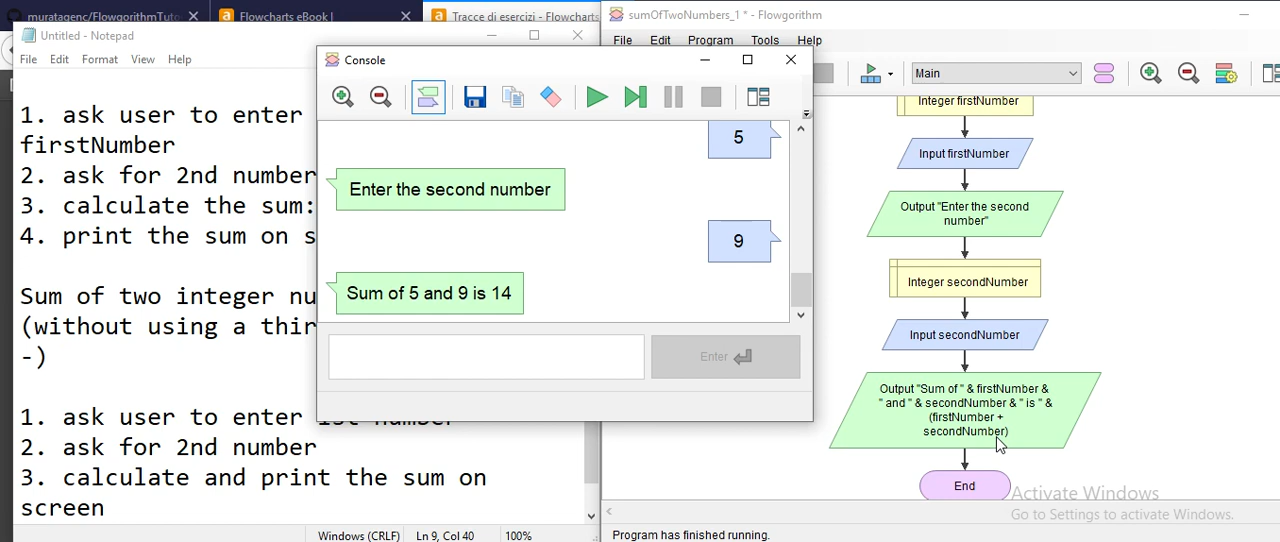 muratagenc/FlowgorithmTuto
Flowcharts eBook |
Tracce di esercizi - Flowcharts
sumOfTwoNumbers_1 * - Flowgorithm
Untitled - Notepad
File Edit Format View Help
File Edit Program Tools Help
Console
Main
1. ask user to enter
firstNumber
2. ask for 2nd number
3. calculate the sum:
4. print the sum on s
Sum of two integer nu
(without using a thir
-)
1. ask user to enter 1st number
2. ask for 2nd number
3. calculate and print the sum on
screen
Windows (CRLF) Ln 9, Col 40 100%
5
Enter the second number
9
Sum of 5 and 9 is 14
Enter
Integer firstNumber
Input firstNumber
Output "Enter the second
number"
Integer secondNumber
Input secondNumber
Output "Sum of " & firstNumber &
" and " & secondNumber & " is " &
(firstNumber +
secondNumber)
End
Activate Windows
Go to Settings to activate Windows.
Program has finished running.